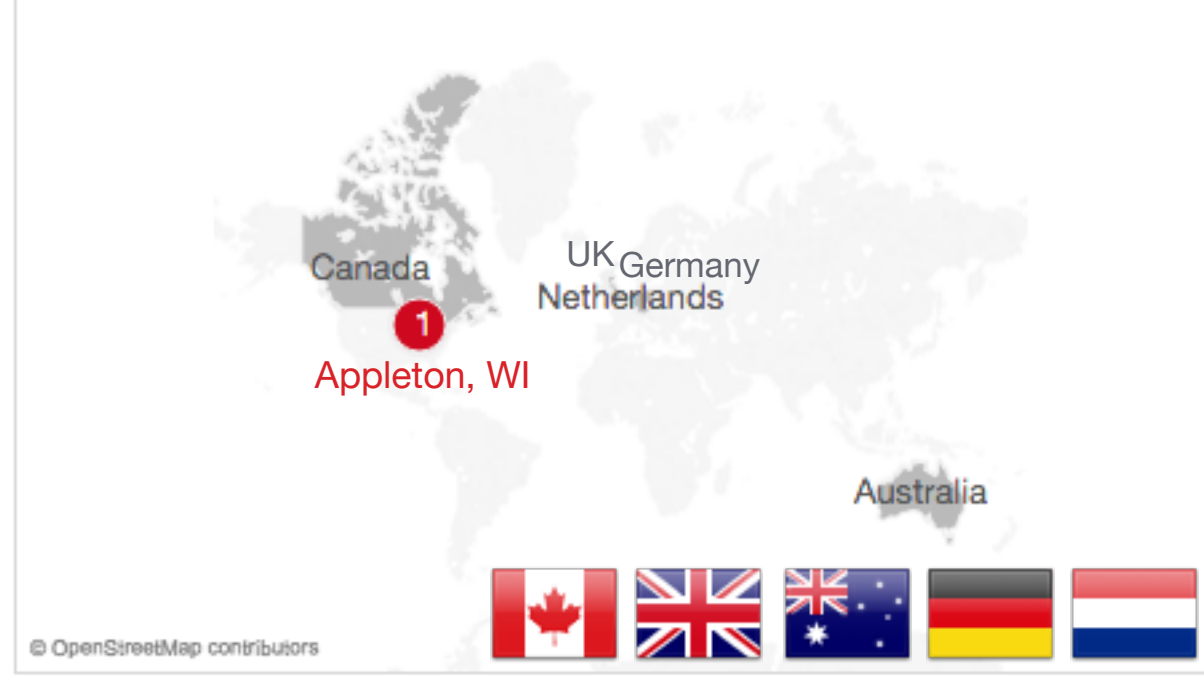 UK
Germany
Canada
Netherlands
1
Appleton, WI
Australia
© OpenStreetMap contributors